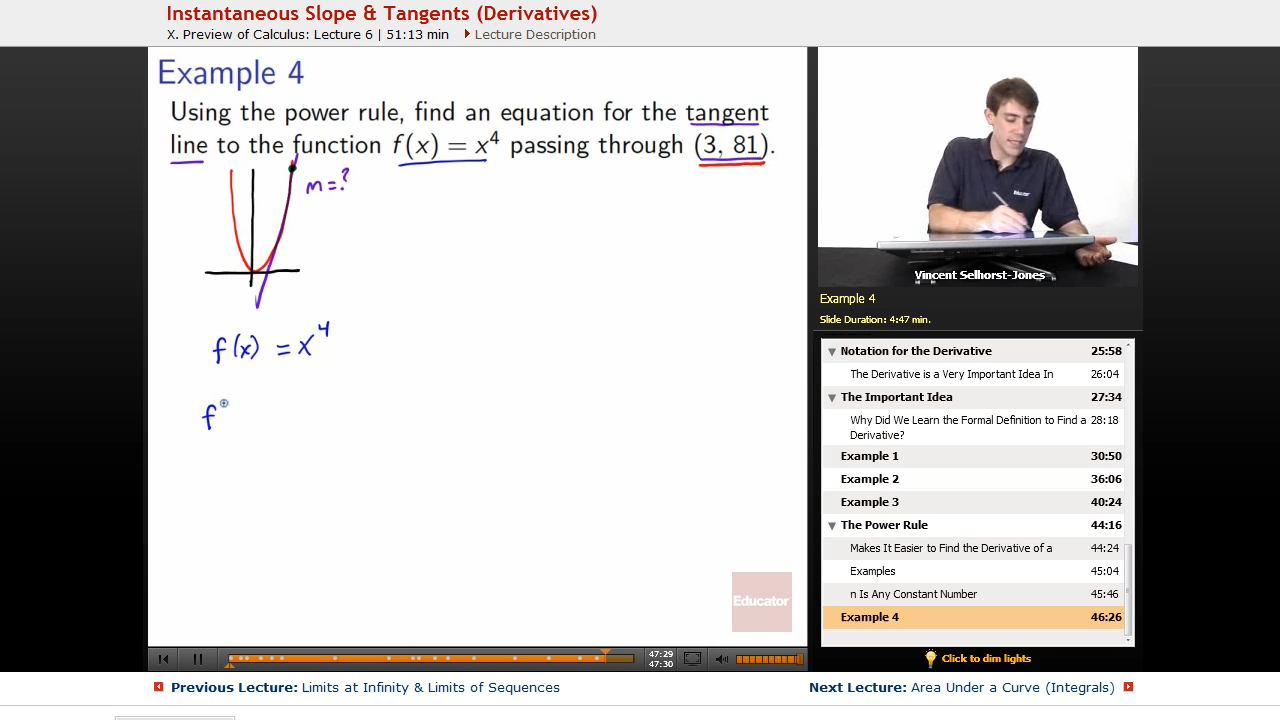 Instantaneous Slope & Tangents (Derivatives)
X. Preview of Calculus: Lecture 6 | 51:13 min Lecture Description
Example 4
Using the power rule, find an equation for the tangent
line to the function f(x) = x⁴ passing through (3, 81).
m=?
f(x) = x⁴
f'
Educator
Vincent Selhorst-Jones
Example 4
Slide Duration: 4:47 min.
Notation for the Derivative 25:58
The Derivative is a Very Important Idea In 26:04
The Important Idea 27:34
Why Did We Learn the Formal Definition to Find a 28:18
Derivative?
Example 1 30:50
Example 2 36:06
Example 3 40:24
The Power Rule 44:16
Makes It Easier to Find the Derivative of a 44:24
Examples 45:04
n Is Any Constant Number 45:46
Example 4 46:26
47:29
47:30
Click to dim lights
Previous Lecture: Limits at Infinity & Limits of Sequences
Next Lecture: Area Under a Curve (Integrals)